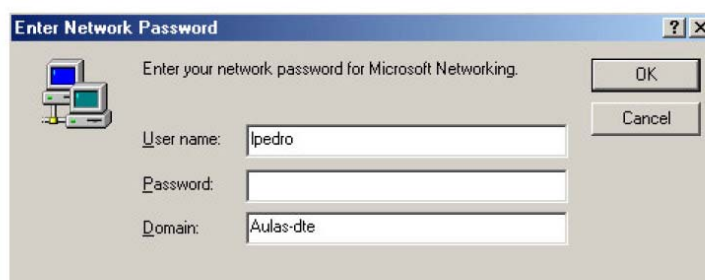 Enter Network Password
Enter your network password for Microsoft Networking.
OK
Cancel
User name:
lpedro
Password:
Domain:
Aulas-dte